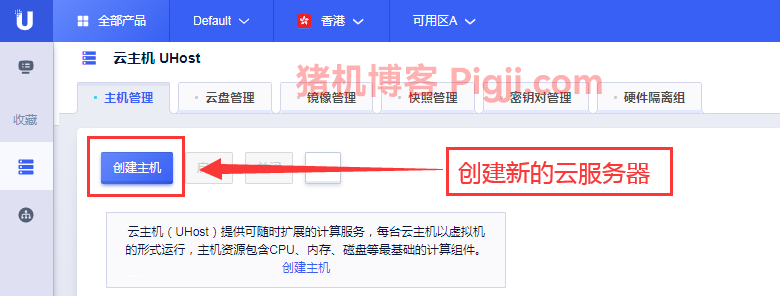 全部产品
Default
香港
可用区A
云主机 UHost
猪机博客 Pigji.com
收藏
主机管理
云盘管理
镜像管理
快照管理
密钥对管理
硬件隔离组
创建主机
创建新的云服务器
云主机（UHost）提供可随时扩展的计算服务，每台云主机以虚拟机
的形式运行，主机资源包含CPU、内存、磁盘等最基础的计算组件。
创建主机